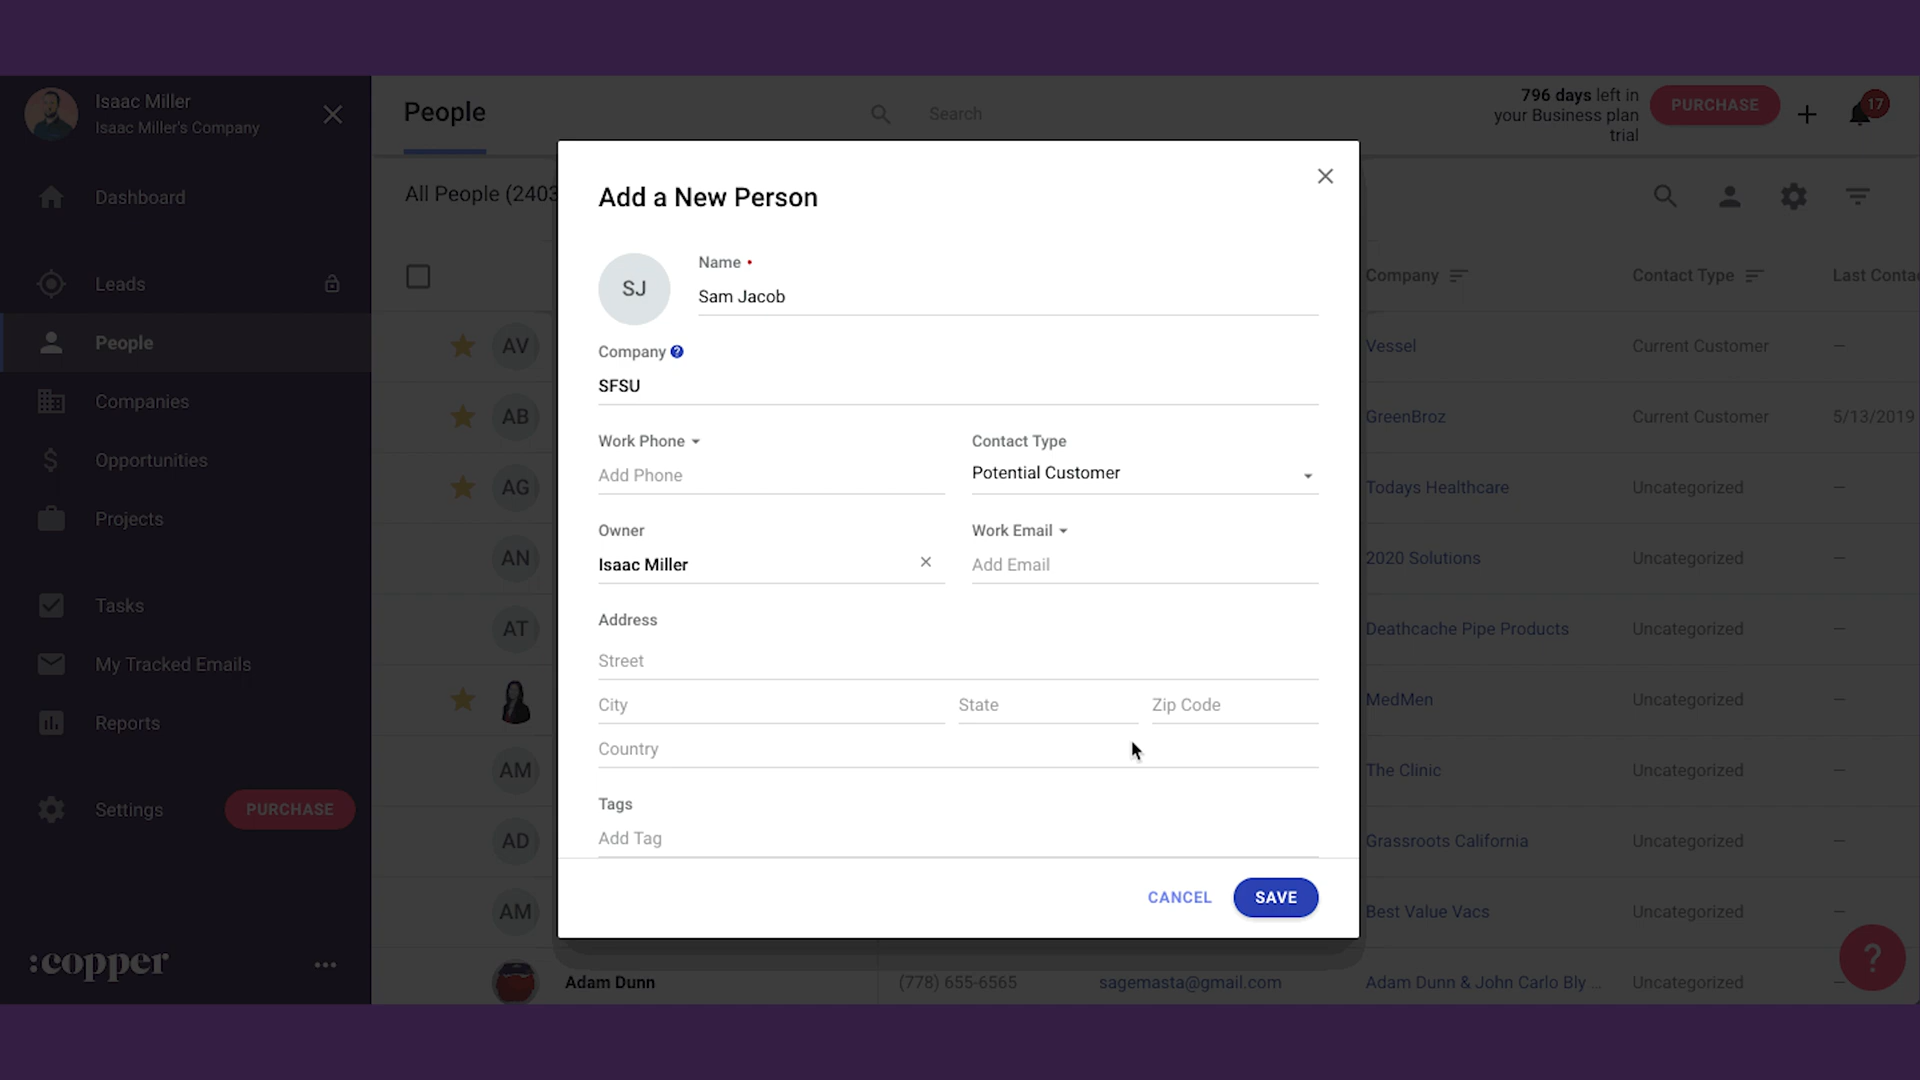 Isaac Miller
Isaac Miller's Company
People
Search
796 days left in
your Business plan
trial
PURCHASE
17
Dashboard
Leads
People
Companies
Opportunities
Projects
Tasks
My Tracked Emails
Reports
Settings
PURCHASE
:copper
All People (2403
Company
Contact Type
Last Conta
AV
Vessel
Current Customer
–
AB
GreenBroz
Current Customer
5/13/2019
AG
Todays Healthcare
Uncategorized
–
AN
2020 Solutions
Uncategorized
–
AT
Deathcache Pipe Products
Uncategorized
–
MedMen
Uncategorized
–
AM
The Clinic
Uncategorized
–
AD
Grassroots California
Uncategorized
–
AM
Best Value Vacs
Uncategorized
–
Adam Dunn
(778) 655-6565
sagemasta@gmail.com
Adam Dunn & John Carlo Bly ...
Uncategorized
–
?
Add a New Person
SJ
Name
Sam Jacob
Company ?
SFSU
Work Phone
Add Phone
Contact Type
Potential Customer
Owner
Isaac Miller
Work Email
Add Email
Address
Street
City
State
Zip Code
Country
Tags
Add Tag
CANCEL
SAVE